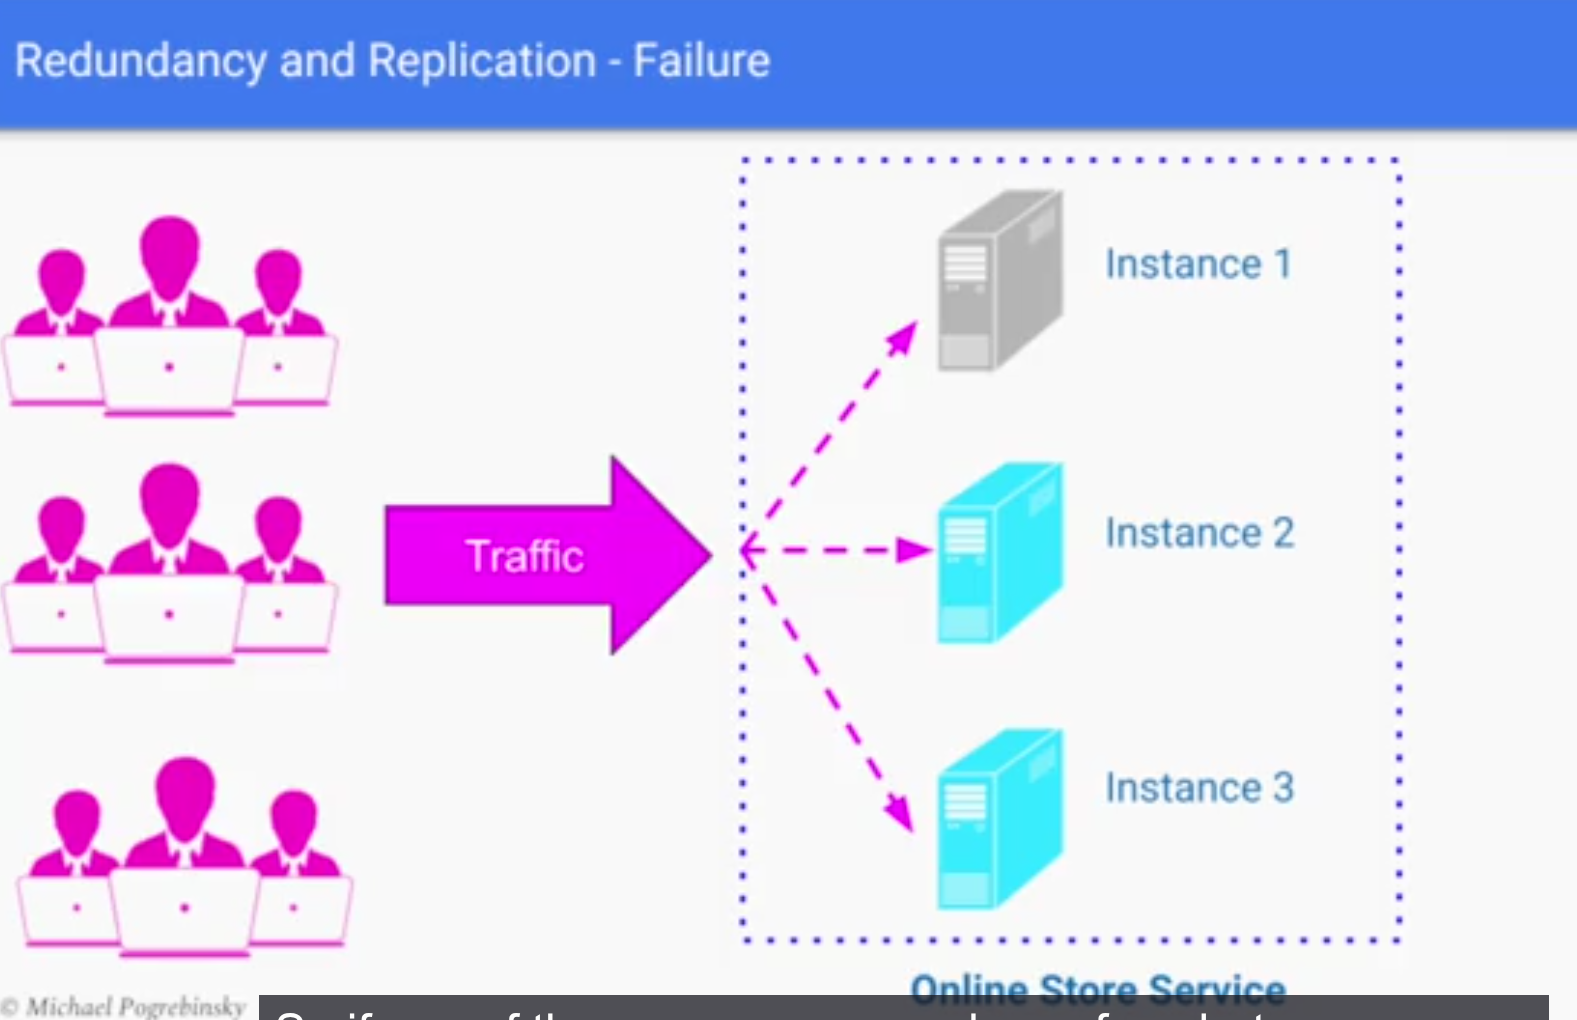 Redundancy and Replication - Failure
Instance 1
Traffic
Instance 2
Instance 3
Online Store Service
© Michael Pogrebinsky